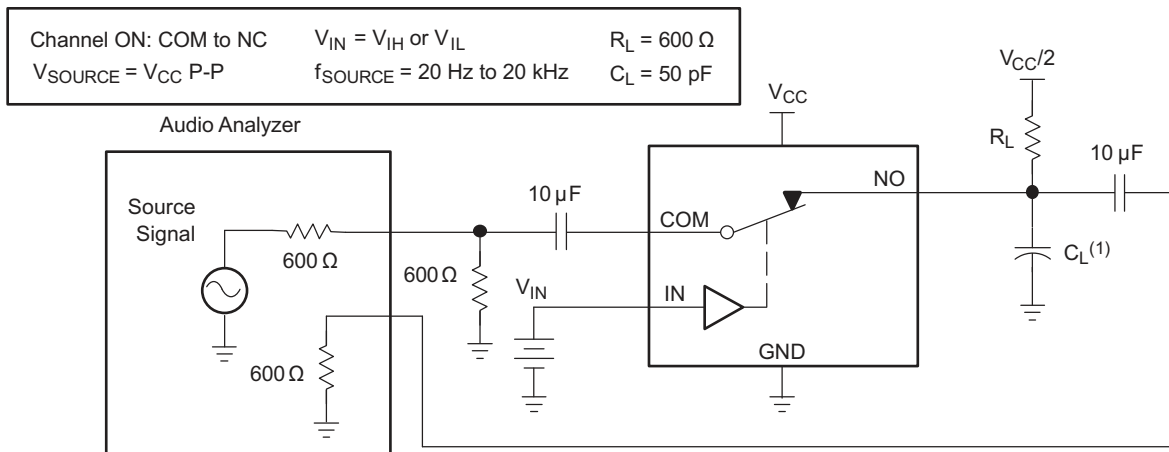 Channel ON: COM to NC
V_IN = V_IH or V_IL
R_L = 600 Ω
V_SOURCE = V_CC P-P
f_SOURCE = 20 Hz to 20 kHz
C_L = 50 pF
Audio Analyzer
Source
Signal
600 Ω
600 Ω
600 Ω
10 µF
V_IN
V_CC
COM
NO
IN
GND
V_CC/2
R_L
10 µF
C_L(1)